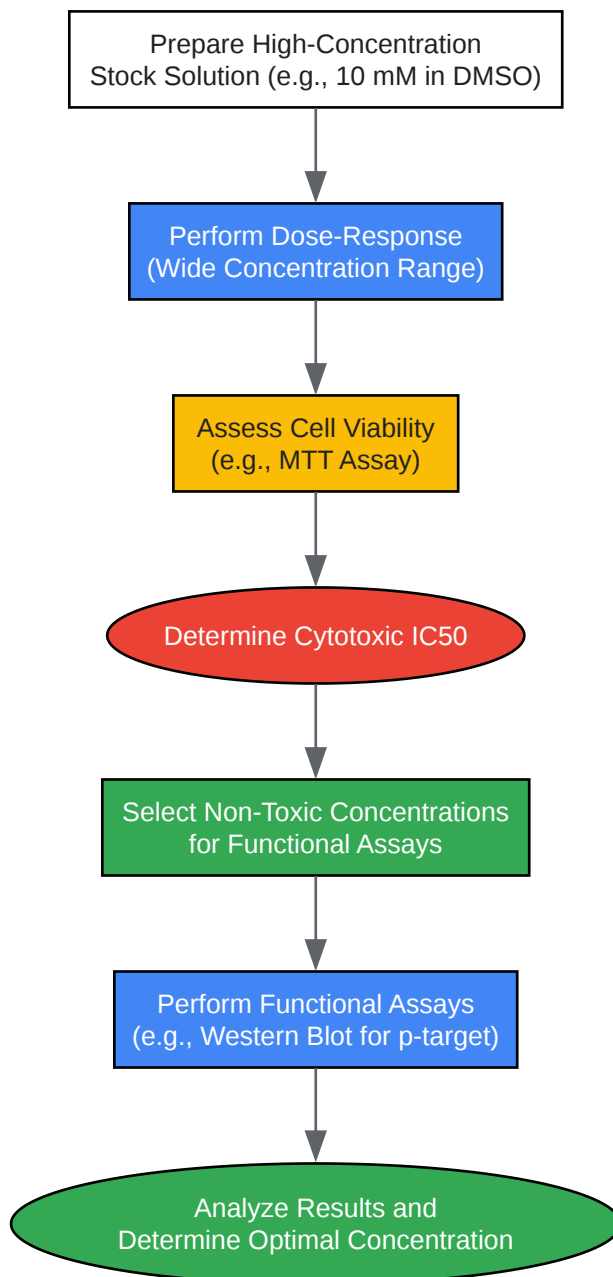 Prepare High-Concentration
Stock Solution (e.g., 10 mM in DMSO)
Perform Dose-Response
(Wide Concentration Range)
Assess Cell Viability
(e.g., MTT Assay)
Determine Cytotoxic IC50
Select Non-Toxic Concentrations
for Functional Assays
Perform Functional Assays
(e.g., Western Blot for p-target)
Analyze Results and
Determine Optimal Concentration